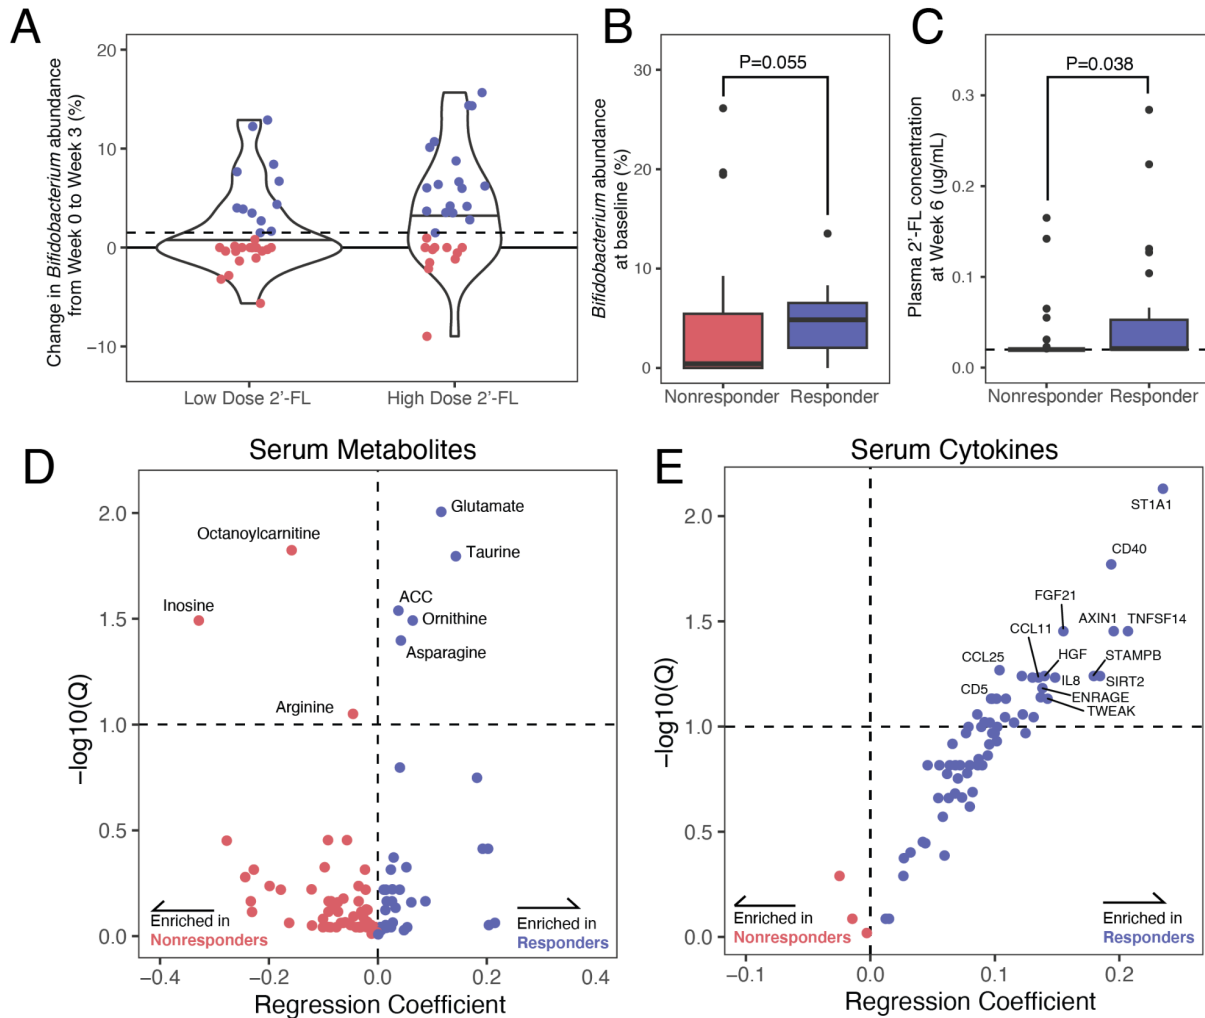 A
Change in Bifidobacterium abundance
from Week 0 to Week 3 (%)
20
10
0
−10
Low Dose 2'-FL
High Dose 2'-FL
B
Bifidobacterium abundance
at baseline (%)
30
20
10
0
P=0.055
Nonresponder
Responder
C
Plasma 2'-FL concentration
at Week 6 (ug/mL)
0.3
0.2
0.1
0.0
P=0.038
Nonresponder
Responder
D
Serum Metabolites
−log10(Q)
2.0
1.5
1.0
0.5
0.0
Glutamate
Octanoylcarnitine
Taurine
ACC
Inosine
Ornithine
Asparagine
Arginine
Enriched in
Nonresponders
Enriched in
Responders
−0.4
−0.2
0.0
0.2
0.4
Regression Coefficient
E
Serum Cytokines
−log10(Q)
2.0
1.5
1.0
0.5
0.0
ST1A1
CD40
FGF21
AXIN1
TNFSF14
CCL11
HGF
STAMPB
CCL25
IL8
SIRT2
CD5
ENRAGE
TWEAK
Enriched in
Nonresponders
Enriched in
Responders
−0.1
0.0
0.1
0.2
Regression Coefficient